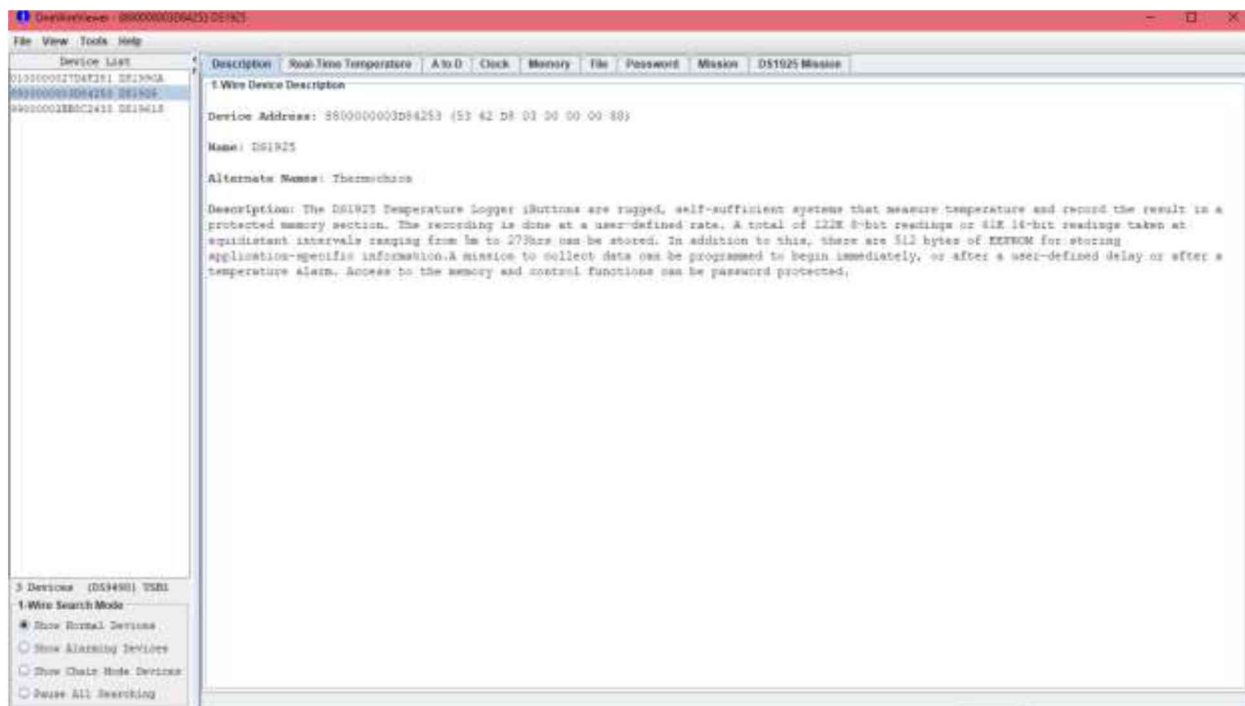 OneWireViewer - DS1925
File View Tools Help
Device List
DS1990A
DS1925
DS1961S
Description Real-Time Temperature A to D Clock Memory File Password Mission DS1925 Mission
1-Wire Device Description
Device Address: 8800000003D84253 (53 42 D8 03 00 00 00 88)
Name: DS1925
Alternate Names: Thermochron
Description: The DS1925 Temperature Logger iButtons are rugged, self-sufficient systems that measure temperature and record the result in a
protected memory section. The recording is done at a user-defined rate. A total of 122K 8-bit readings or 61K 16-bit readings taken at
equidistant intervals ranging from to 273hrs can be stored. In addition to this, there are 512 bytes of EEPROM for storing
application-specific information.A mission to collect data can be programmed to begin immediately, or after a user-defined delay or after a
temperature alarm. Access to the memory and control functions can be password protected.
3 Devices (DS9490) USB1
1-Wire Search Mode
Show Normal Devices
Show Alarming Devices
Show Chain Mode Devices
Pause All Searching